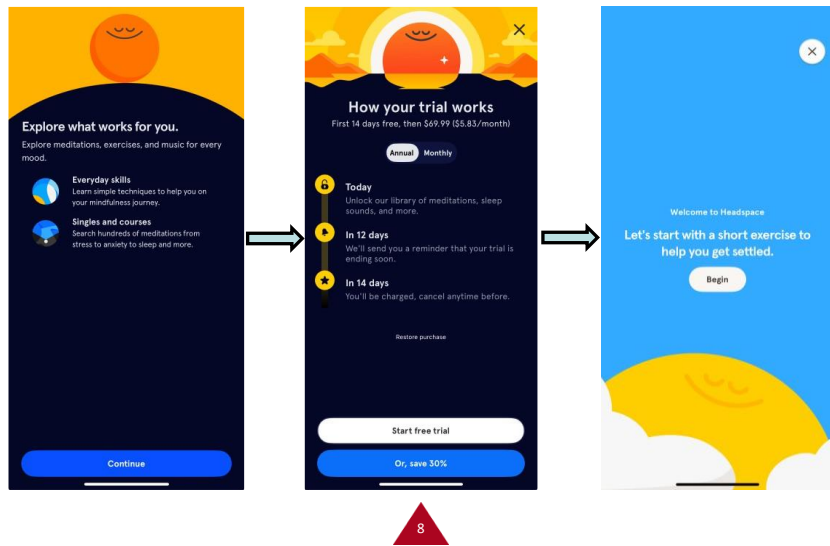 Explore what works for you.
Explore meditations, exercises, and music for every
mood.
Everyday skills
Learn simple techniques to help you on
your mindfulness journey.
Singles and courses
Search hundreds of meditations from
stress to anxiety to sleep and more.
Continue
How your trial works
First 14 days free, then $69.99 ($5.83/month)
Annual Monthly
Today
Unlock our library of meditations, sleep
sounds, and more.
In 12 days
We'll send you a reminder that your trial is
ending soon.
In 14 days
You'll be charged, cancel anytime before.
Restore purchase
Start free trial
Or, save 30%
Welcome to Headspace
Let's start with a short exercise to
help you get settled.
Begin
8